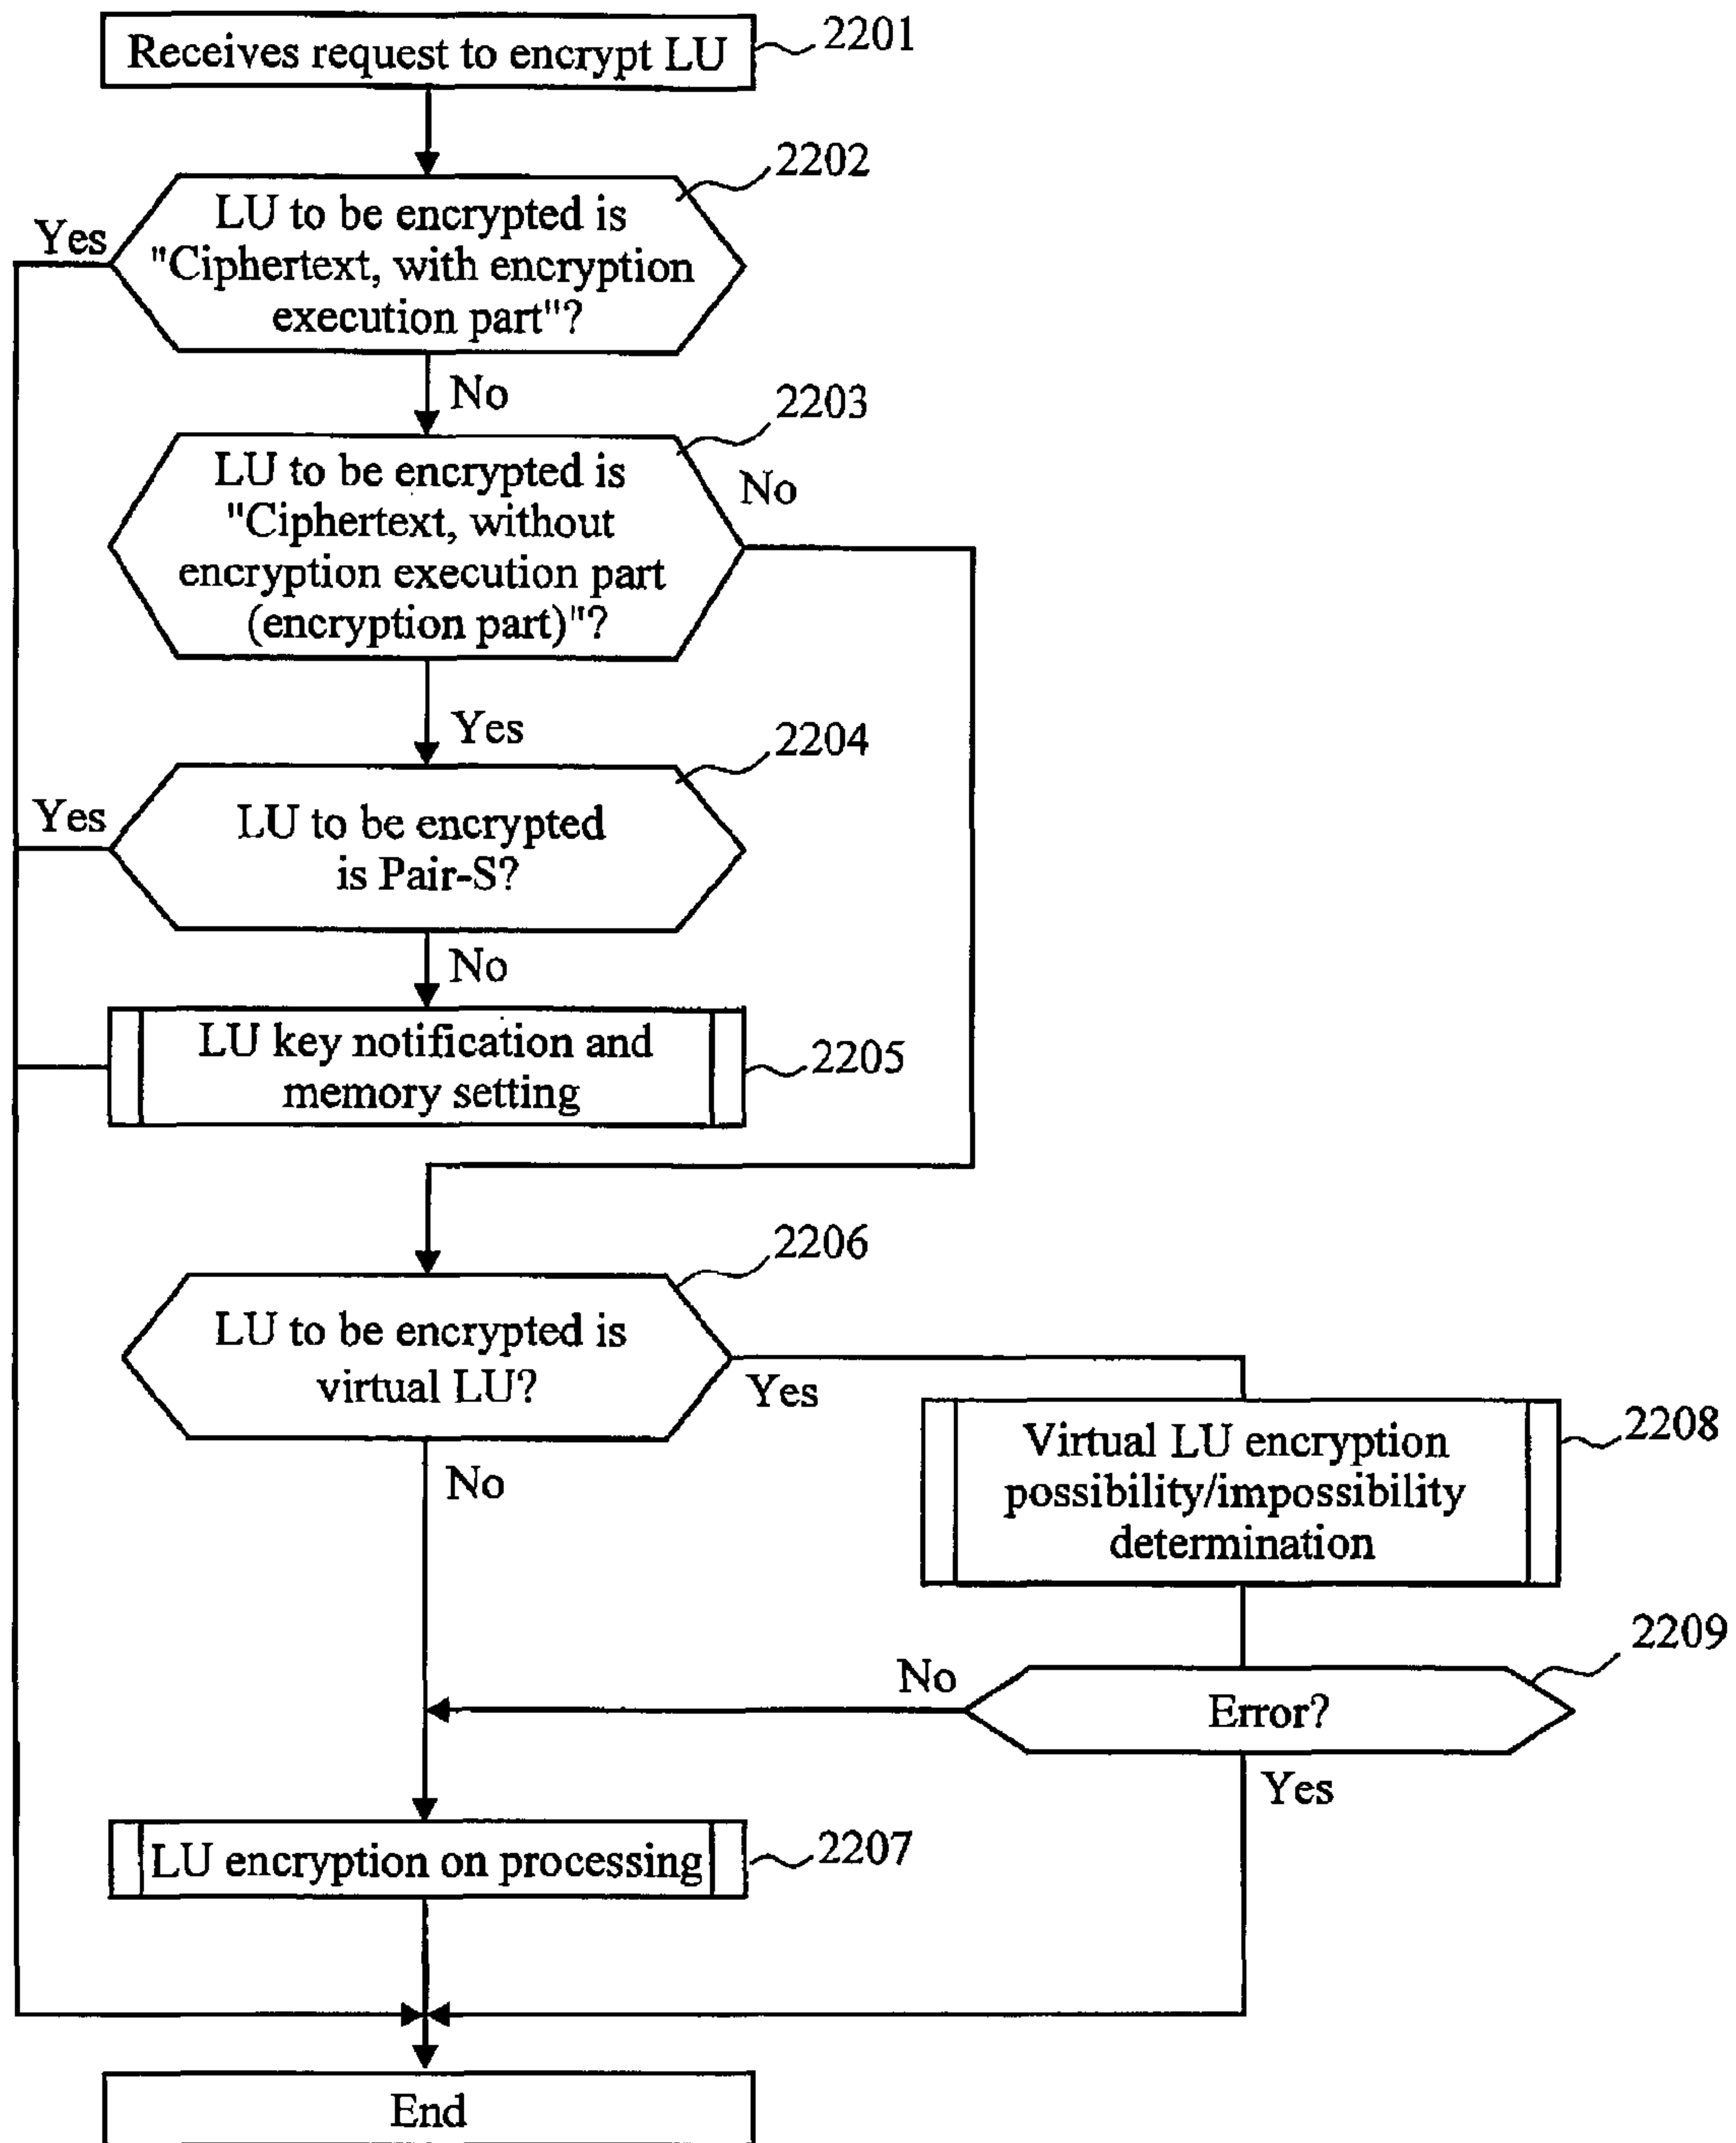 Receives request to encrypt LU
2201
2202
LU to be encrypted is
"Ciphertext, with encryption
execution part"?
Yes
No
2203
LU to be encrypted is
"Ciphertext, without
encryption execution part
(encryption part)"?
No
Yes
2204
LU to be encrypted
is Pair-S?
Yes
No
LU key notification and
memory setting
2205
2206
LU to be encrypted is
virtual LU?
Yes
No
Virtual LU encryption
possibility/impossibility
determination
2208
2209
Error?
No
Yes
LU encryption on processing
2207
End